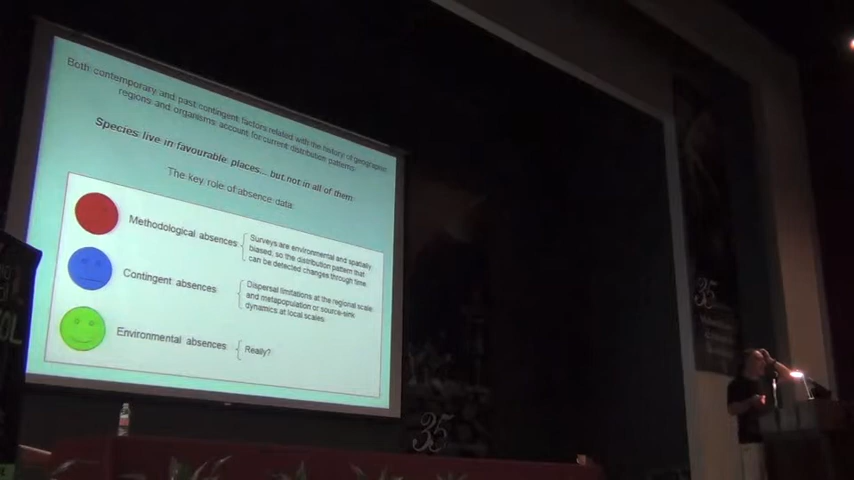 Both contemporary and past contingent factors related with the history of geographic
regions and organisms account for current distribution patterns
Species live in favourable places... but not in all of them
The key role of absence data:
Methodological absences
Surveys are environmental and spatially
biased, so the distribution pattern that
can be detected changes through time
Contingent absences
Dispersal limitations at the regional scale
and metapopulation or source-sink
dynamics at local scales.
Environmental absences
Really?
35
35